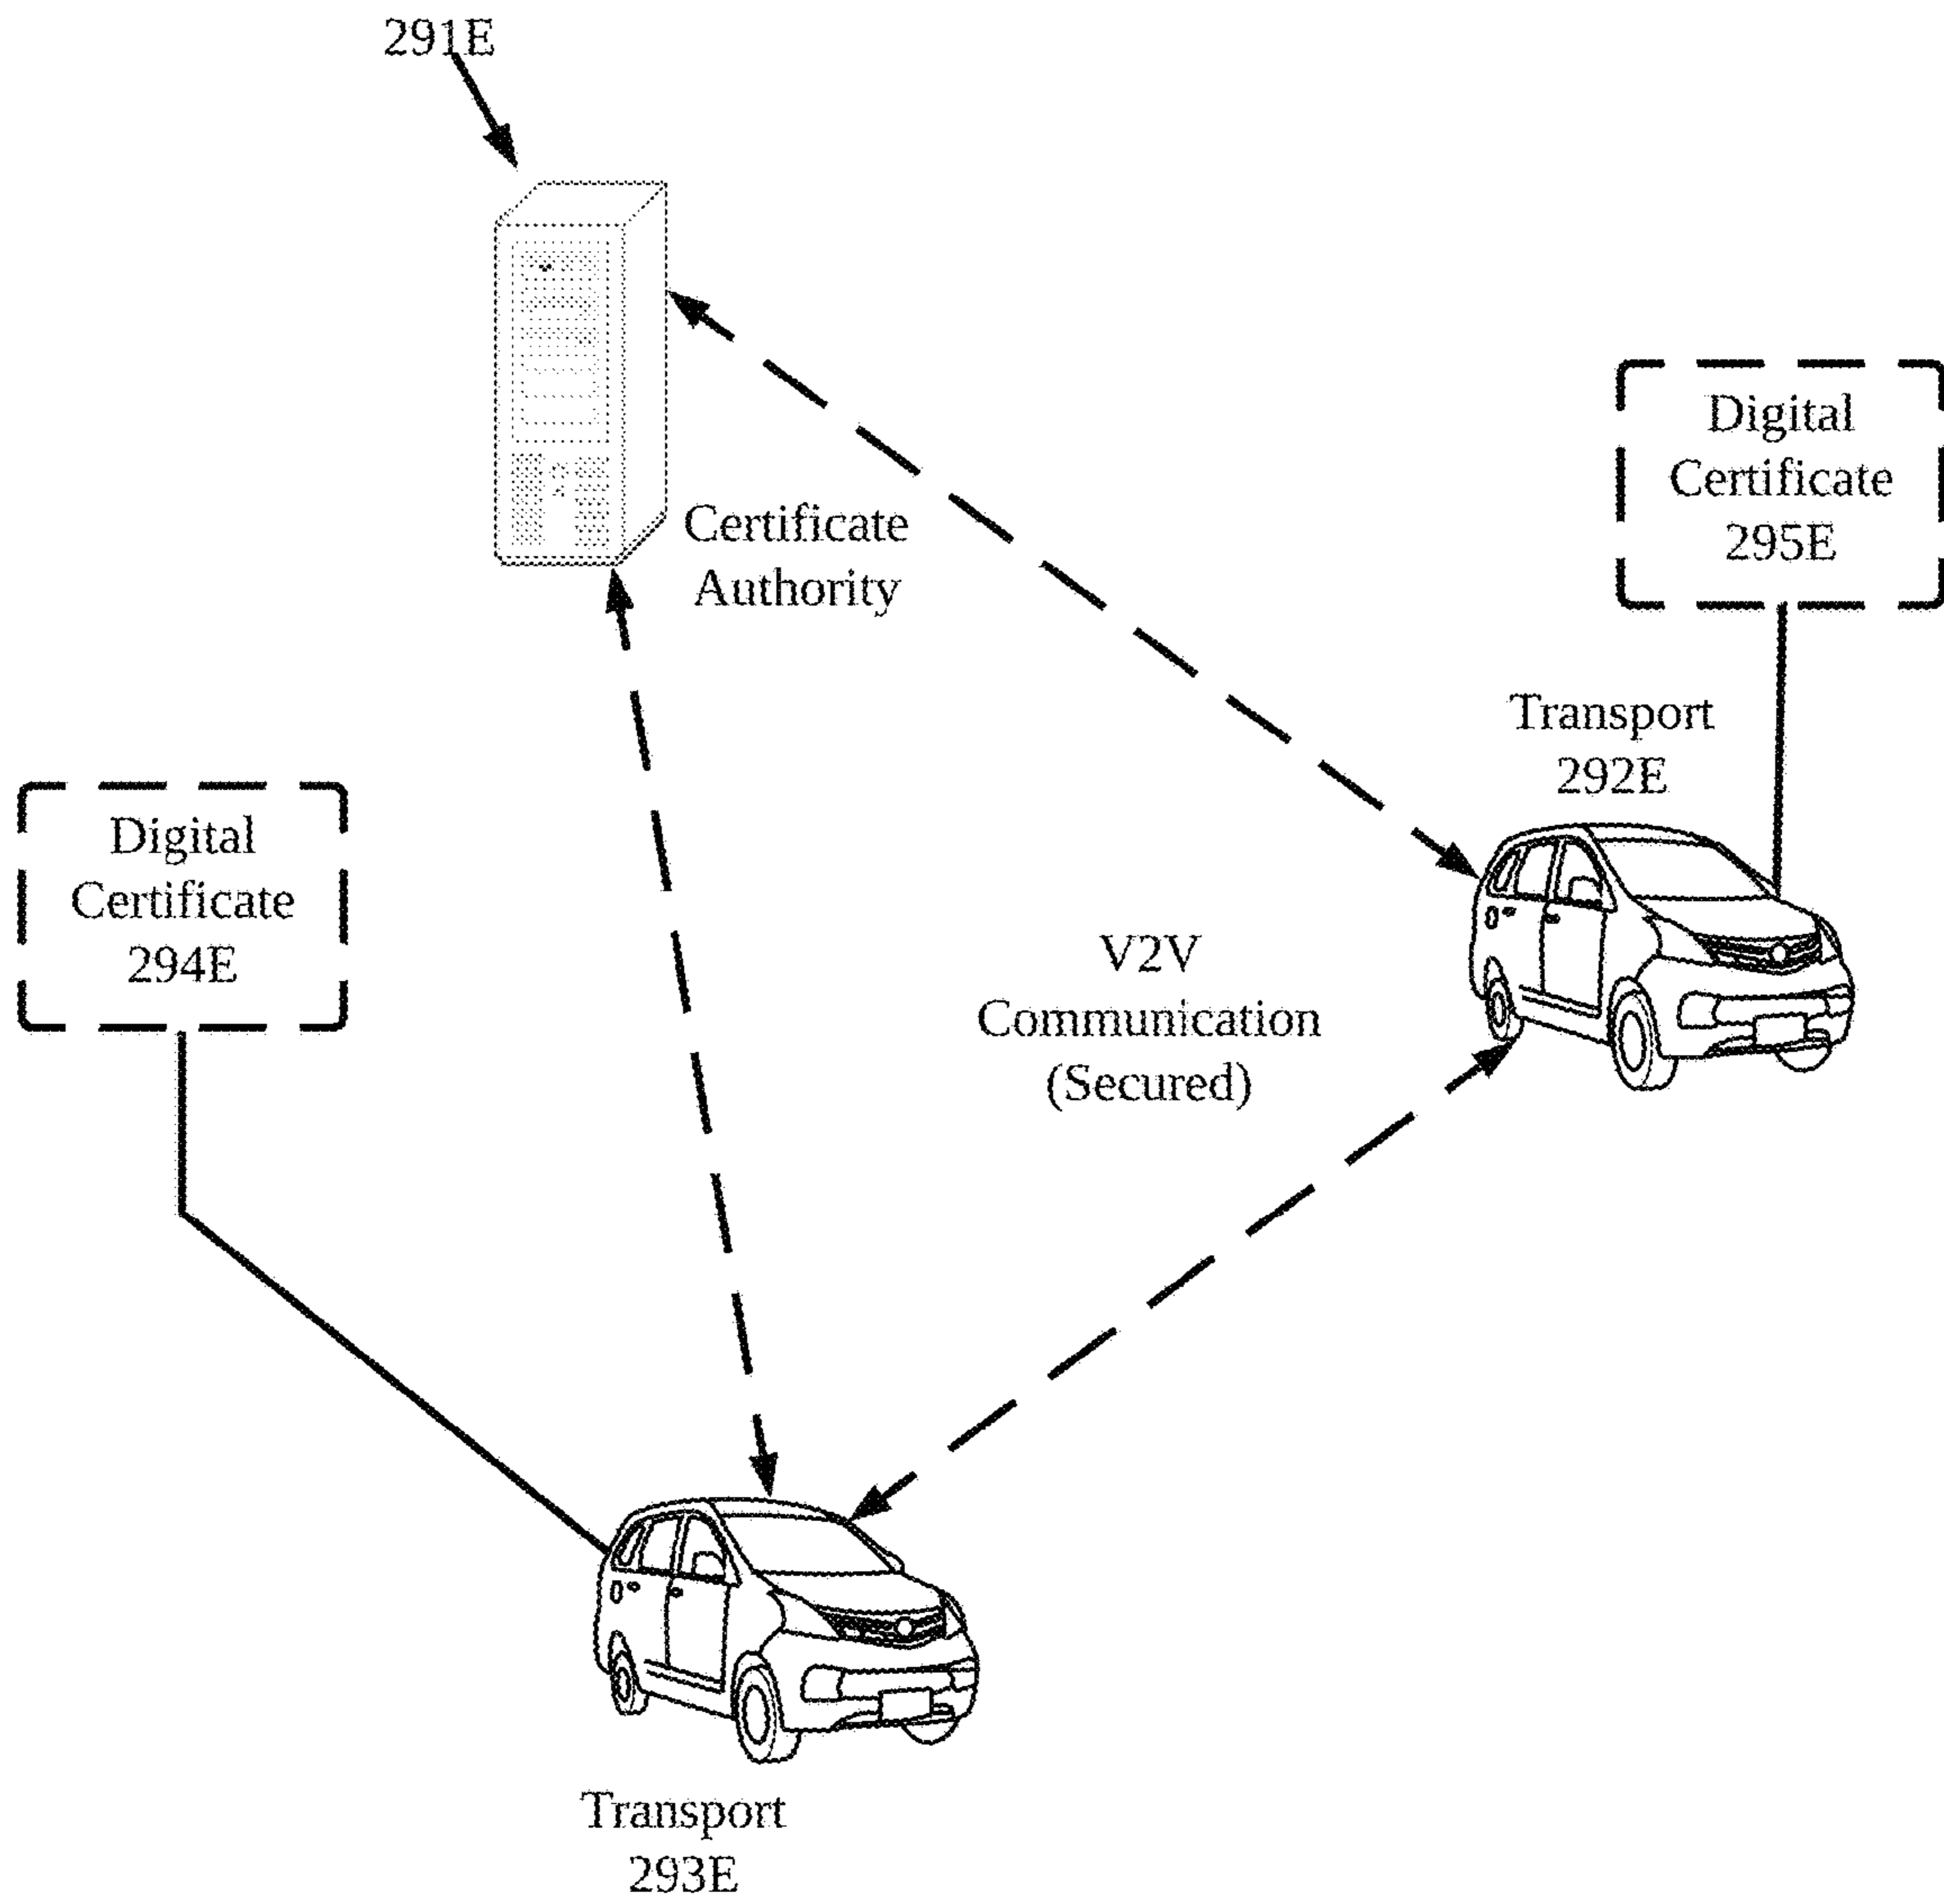 291E
Certificate
Authority
Digital
Certificate
295E
Transport
292E
Digital
Certificate
294E
V2V
Communication
(Secured)
Transport
293E